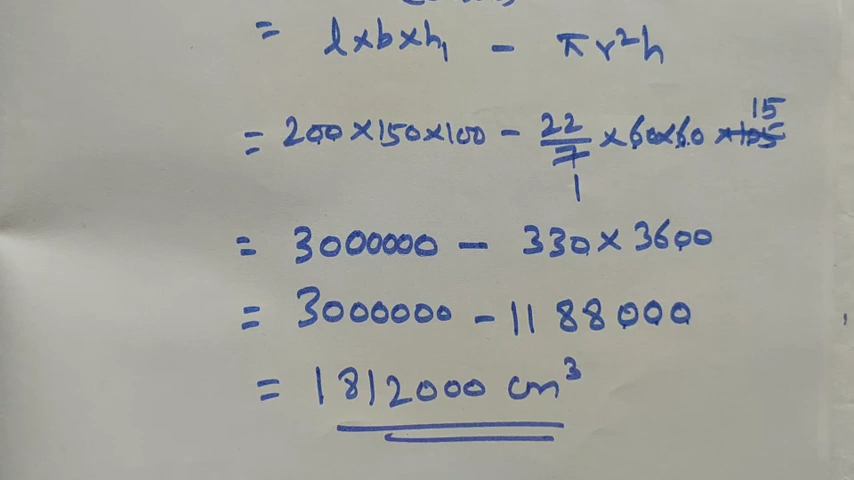 = l×b×h₁ - πr²h
= 200×150×100 - 22/7 ×60×60 ×105 15
1
= 3000000 - 330×3600
= 3000000 - 1188000
= 1812000 cm³